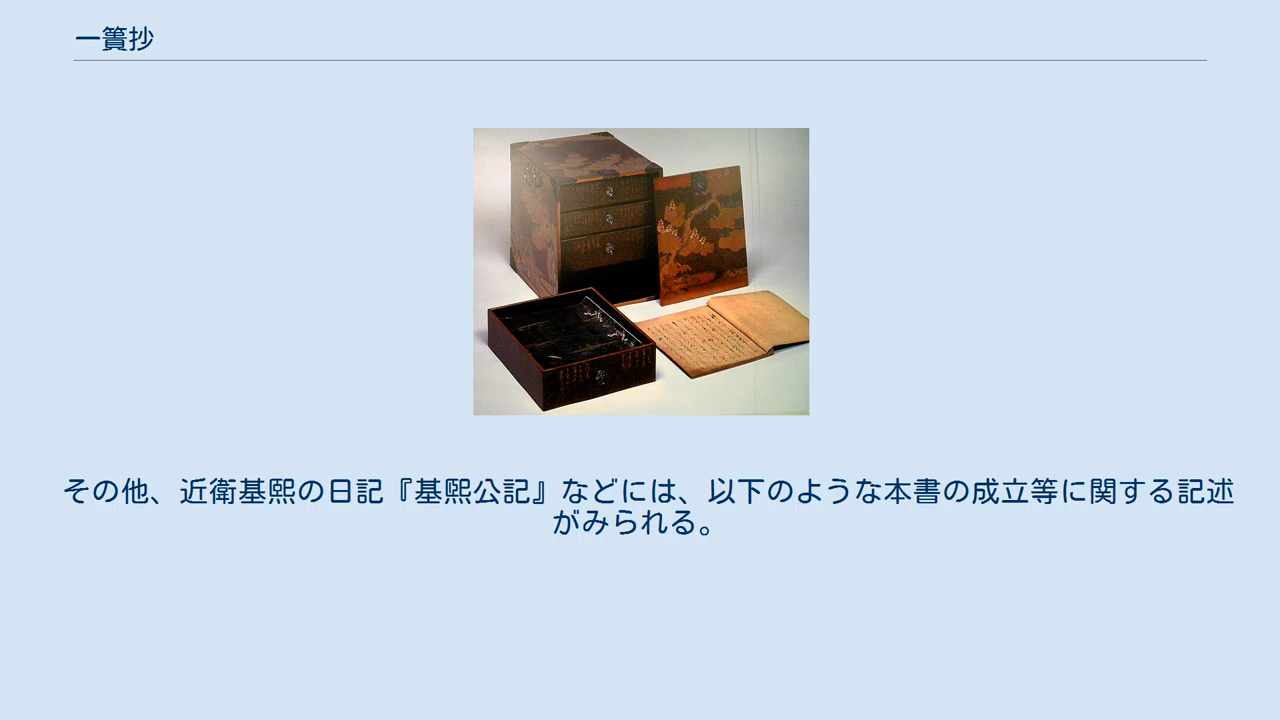 一簣抄
その他、近衛基熙の日記『基熙公記』などには、以下のような本書の成立等に関する記述
がみられる。